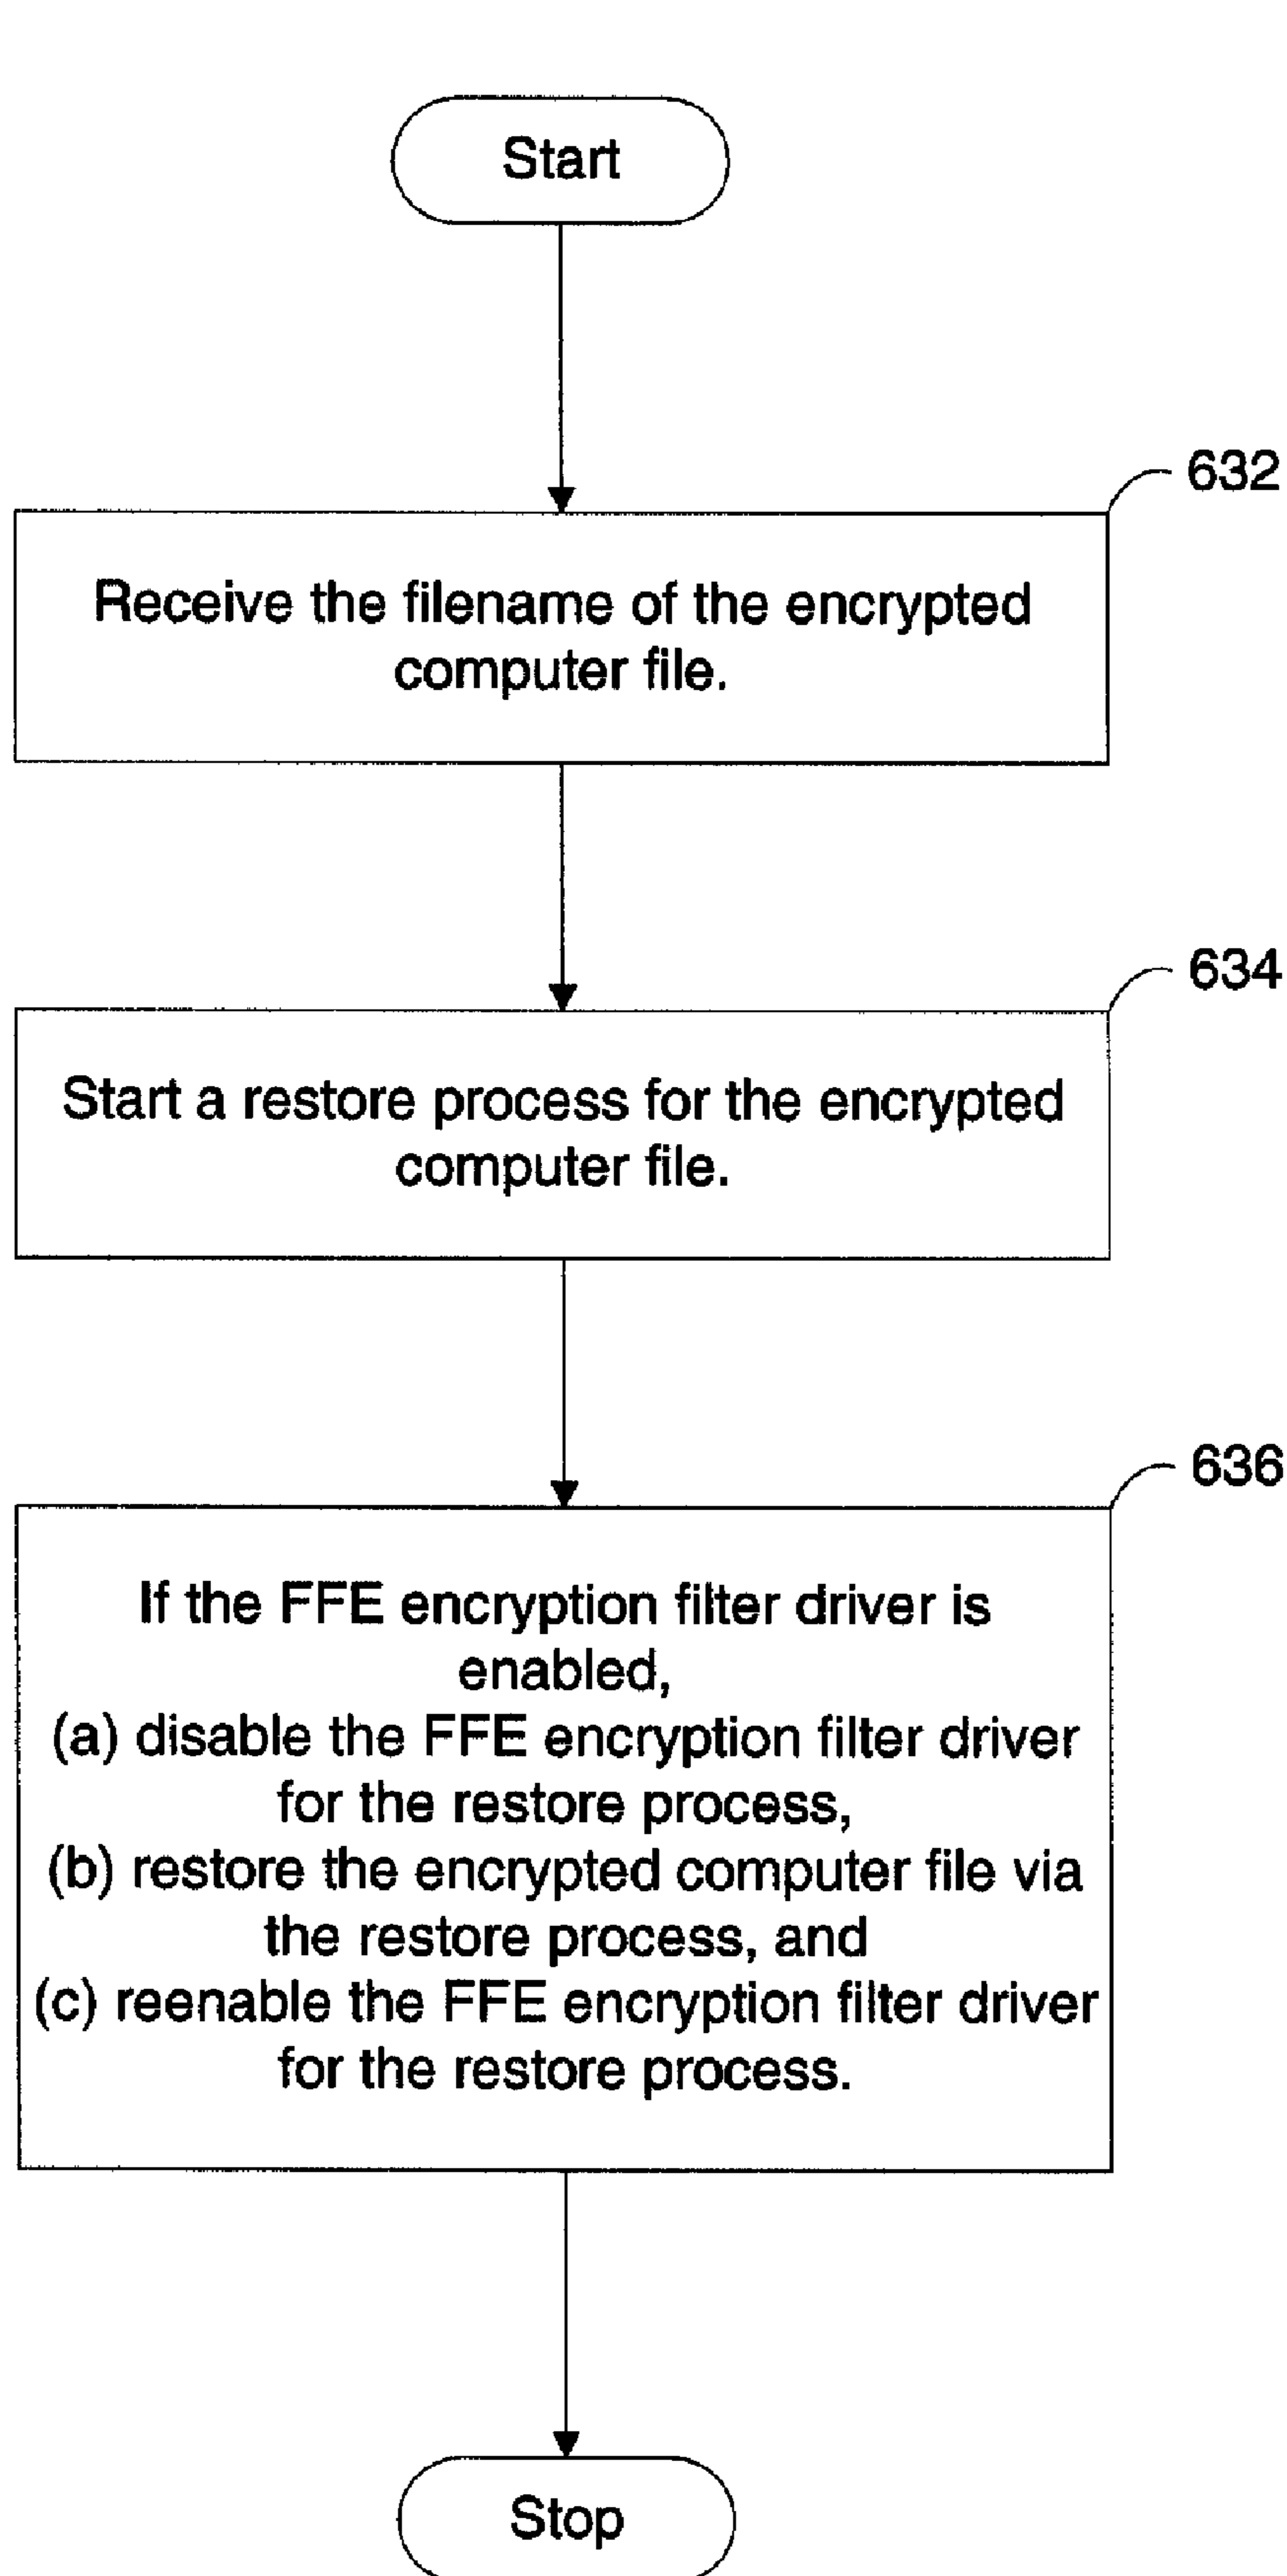 Start
632
Receive the filename of the encrypted
computer file.
634
Start a restore process for the encrypted
computer file.
636
If the FFE encryption filter driver is
enabled,
(a) disable the FFE encryption filter driver
for the restore process,
(b) restore the encrypted computer file via
the restore process, and
(c) reenable the FFE encryption filter driver
for the restore process.
Stop